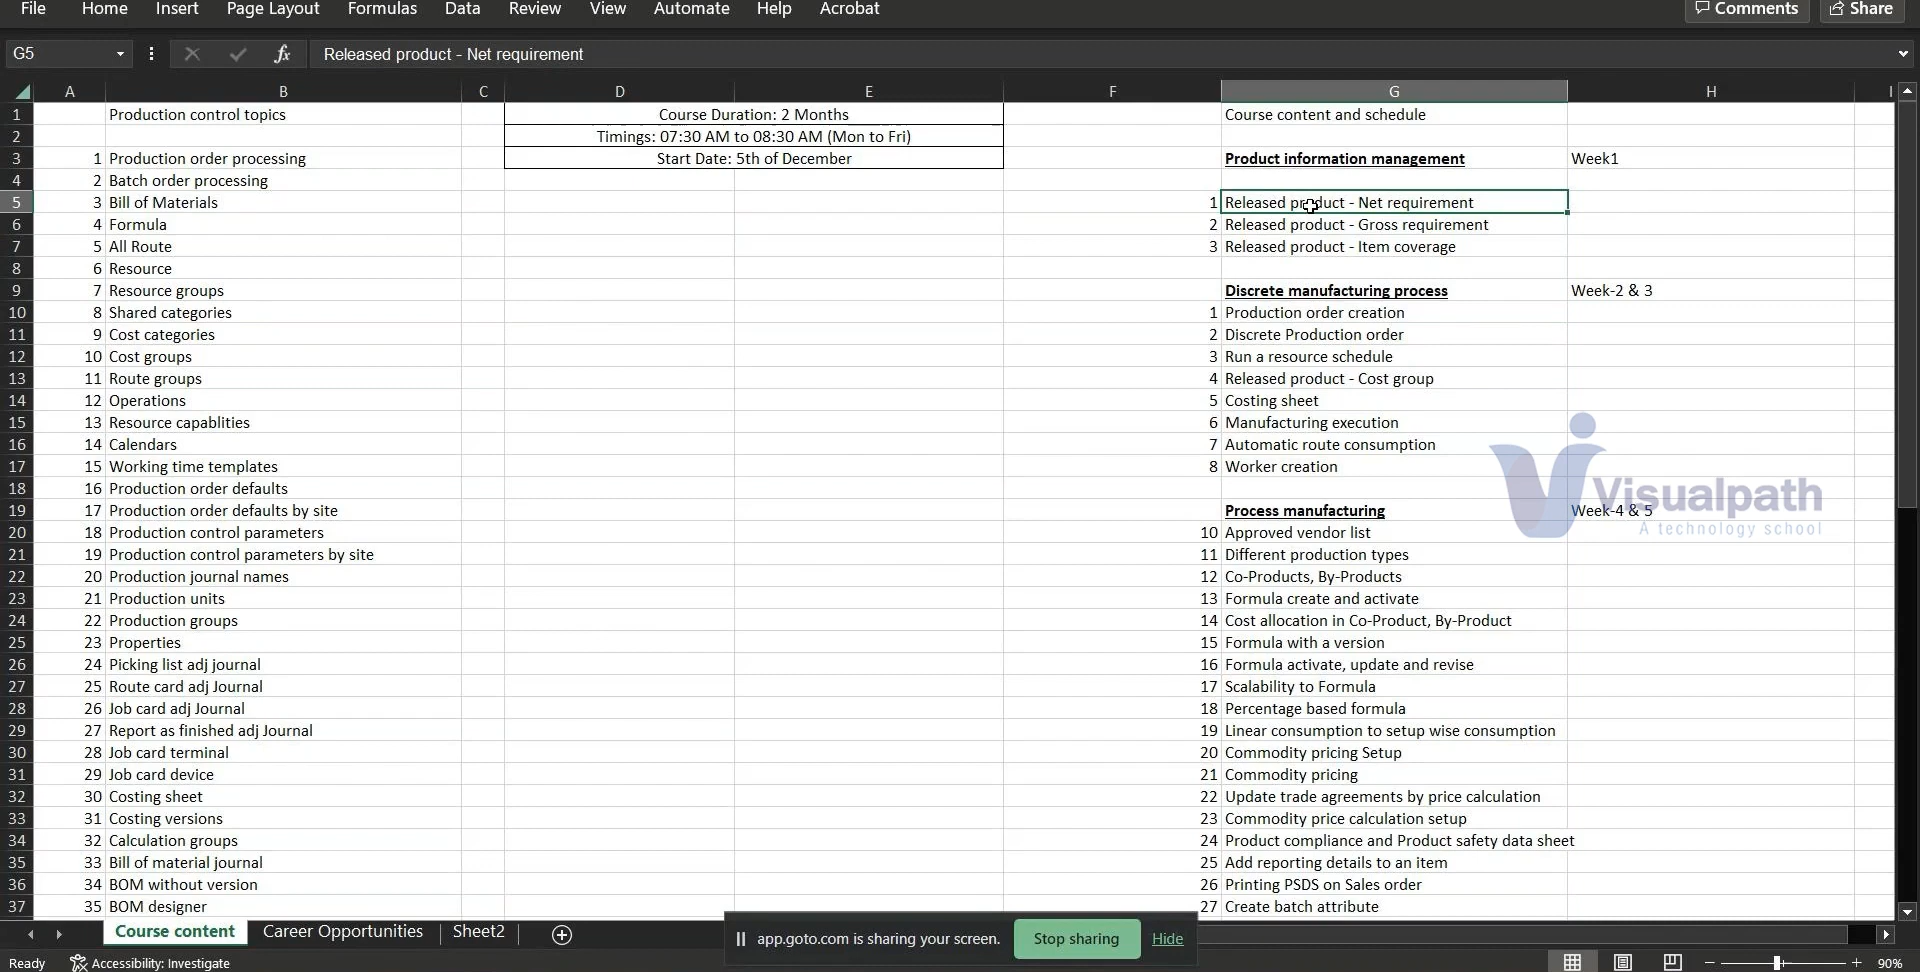 File Home Insert Page Layout Formulas Data Review View Automate Help Acrobat Comments Share
G5 fx Released product - Net requirement
A B C D E F G H I
1 Production control topics Course Duration: 2 Months Course content and schedule
2 Timings: 07:30 AM to 08:30 AM (Mon to Fri)
3 1 Production order processing Start Date: 5th of December Product information management Week1
4 2 Batch order processing
5 3 Bill of Materials 1 Released product - Net requirement
6 4 Formula 2 Released product - Gross requirement
7 5 All Route 3 Released product - Item coverage
8 6 Resource
9 7 Resource groups Discrete manufacturing process Week-2 & 3
10 8 Shared categories 1 Production order creation
11 9 Cost categories 2 Discrete Production order
12 10 Cost groups 3 Run a resource schedule
13 11 Route groups 4 Released product - Cost group
14 12 Operations 5 Costing sheet
15 13 Resource capablities 6 Manufacturing execution
16 14 Calendars 7 Automatic route consumption
17 15 Working time templates 8 Worker creation
18 16 Production order defaults
Visualpath
19 17 Production order defaults by site Process manufacturing Week-4 & 5
A technology school
20 18 Production control parameters 10 Approved vendor list
21 19 Production control parameters by site 11 Different production types
22 20 Production journal names 12 Co-Products, By-Products
23 21 Production units 13 Formula create and activate
24 22 Production groups 14 Cost allocation in Co-Product, By-Product
25 23 Properties 15 Formula with a version
26 24 Picking list adj journal 16 Formula activate, update and revise
27 25 Route card adj Journal 17 Scalability to Formula
28 26 Job card adj Journal 18 Percentage based formula
29 27 Report as finished adj Journal 19 Linear consumption to setup wise consumption
30 28 Job card terminal 20 Commodity pricing Setup
31 29 Job card device 21 Commodity pricing
32 30 Costing sheet 22 Update trade agreements by price calculation
33 31 Costing versions 23 Commodity price calculation setup
34 32 Calculation groups 24 Product compliance and Product safety data sheet
35 33 Bill of material journal 25 Add reporting details to an item
36 34 BOM without version 26 Printing PSDS on Sales order
37 35 BOM designer 27 Create batch attribute
Course content Career Opportunities Sheet2
app.goto.com is sharing your screen. Stop sharing Hide
Ready Accessibility: Investigate 90%